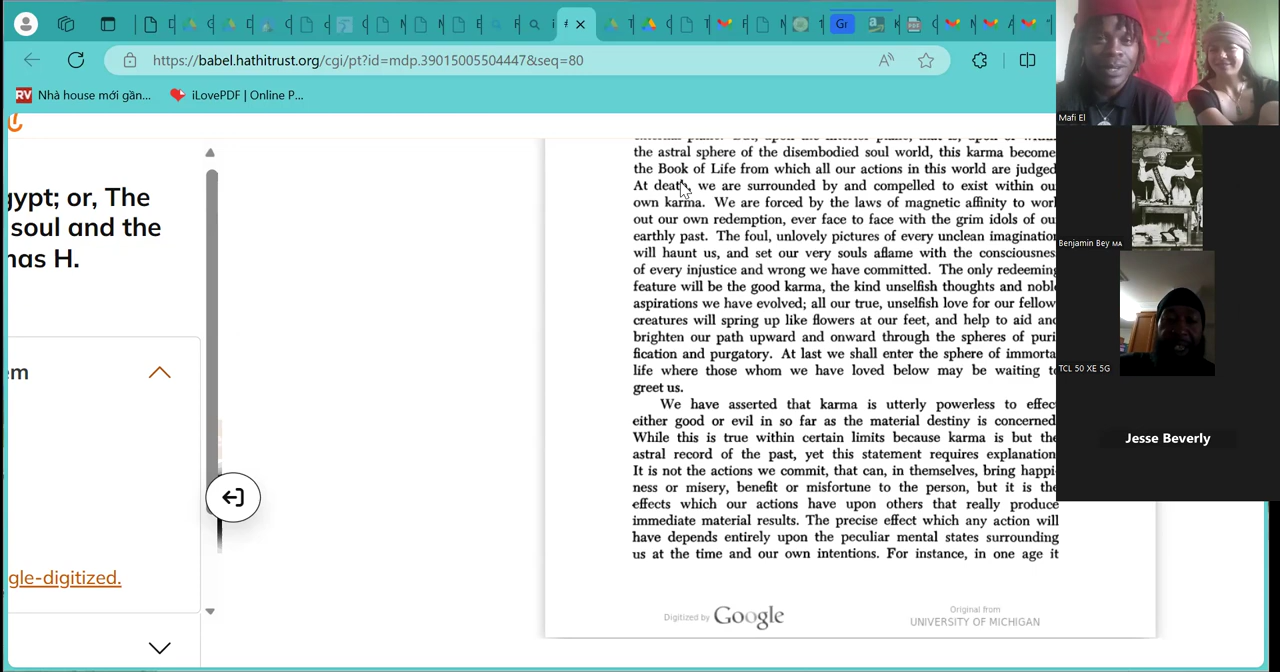 https://babel.hathitrust.org/cgi/pt?id=mdp.39015005504447&seq=80
Nhà house mới gần...
iLovePDF | Online P...
Gr
Mafi El
Benjamin Bey MA
TCL 50 XE 5G
Jesse Beverly
gypt; or, The
soul and the
nas H.
em
gle-digitized.
the astral sphere of the disembodied soul world, this karma become
the Book of Life from which all our actions in this world are judged
At death, we are surrounded by and compelled to exist within ou
own karma. We are forced by the laws of magnetic affinity to worl
out our own redemption, ever face to face with the grim idols of ou
earthly past. The foul, unlovely pictures of every unclean imagination
will haunt us, and set our very souls aflame with the consciousnes
of every injustice and wrong we have committed. The only redeeming
feature will be the good karma, the kind unselfish thoughts and noble
aspirations we have evolved; all our true, unselfish love for our fellow
creatures will spring up like flowers at our feet, and help to aid and
brighten our path upward and onward through the spheres of puri
fication and purgatory. At last we shall enter the sphere of immorta
life where those whom we have loved below may be waiting to
greet us.
We have asserted that karma is utterly powerless to effec
either good or evil in so far as the material destiny is concerned
While this is true within certain limits because karma is but the
astral record of the past, yet this statement requires explanation
It is not the actions we commit, that can, in themselves, bring happi-
ness or misery, benefit or misfortune to the person, but it is the
effects which our actions have upon others that really produce
immediate material results. The precise effect which any action will
have depends entirely upon the peculiar mental states surrounding
us at the time and our own intentions. For instance, in one age it
Digitized by Google
Original from
UNIVERSITY OF MICHIGAN